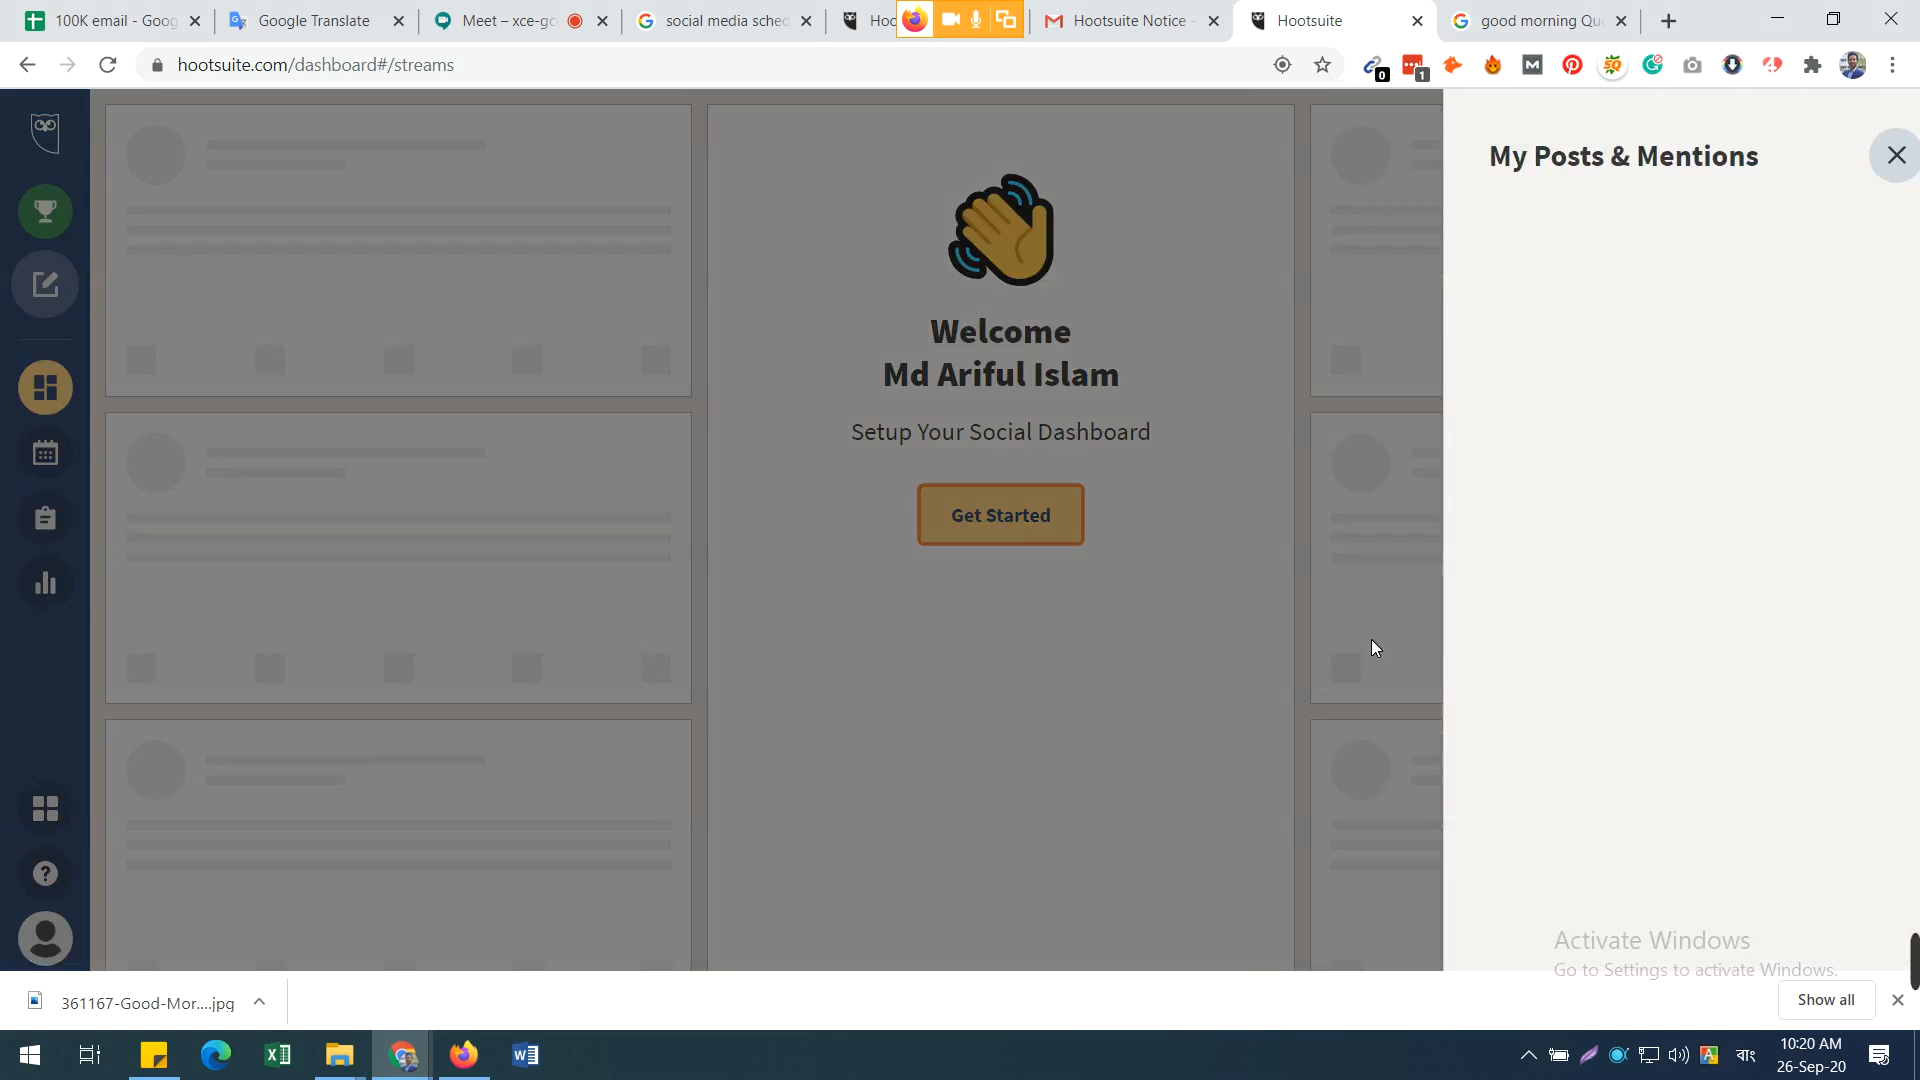 100K email - Goog
Google Translate
Meet – xce-gc
social media sched
Hoo
Hootsuite Notice -
Hootsuite
good morning Qu
hootsuite.com/dashboard#/streams
0
1
My Posts & Mentions
Welcome
Md Ariful Islam
Setup Your Social Dashboard
Get Started
Activate Windows
Go to Settings to activate Windows.
361167-Good-Mor....jpg
Show all
বাং
10:20 AM
26-Sep-20